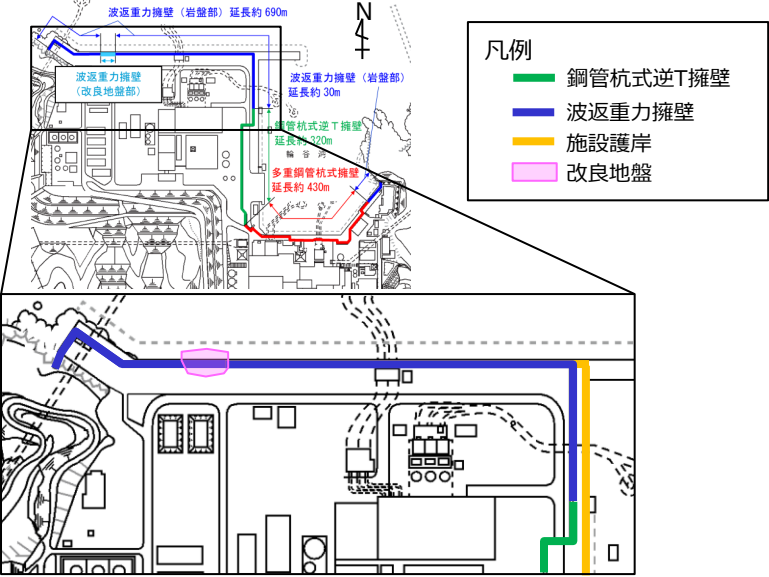 波返重力擁壁（岩盤部）延長約 690m
N
凡例
鋼管杭式逆T擁壁
波返重力擁壁
施設護岸
改良地盤
波返重力擁壁
（改良地盤部）
波返重力擁壁（岩盤部）
延長約 30m
鋼管杭式逆Ｔ擁壁
延長約 320m
輪谷湾
多重鋼管杭式擁壁
延長約 430m